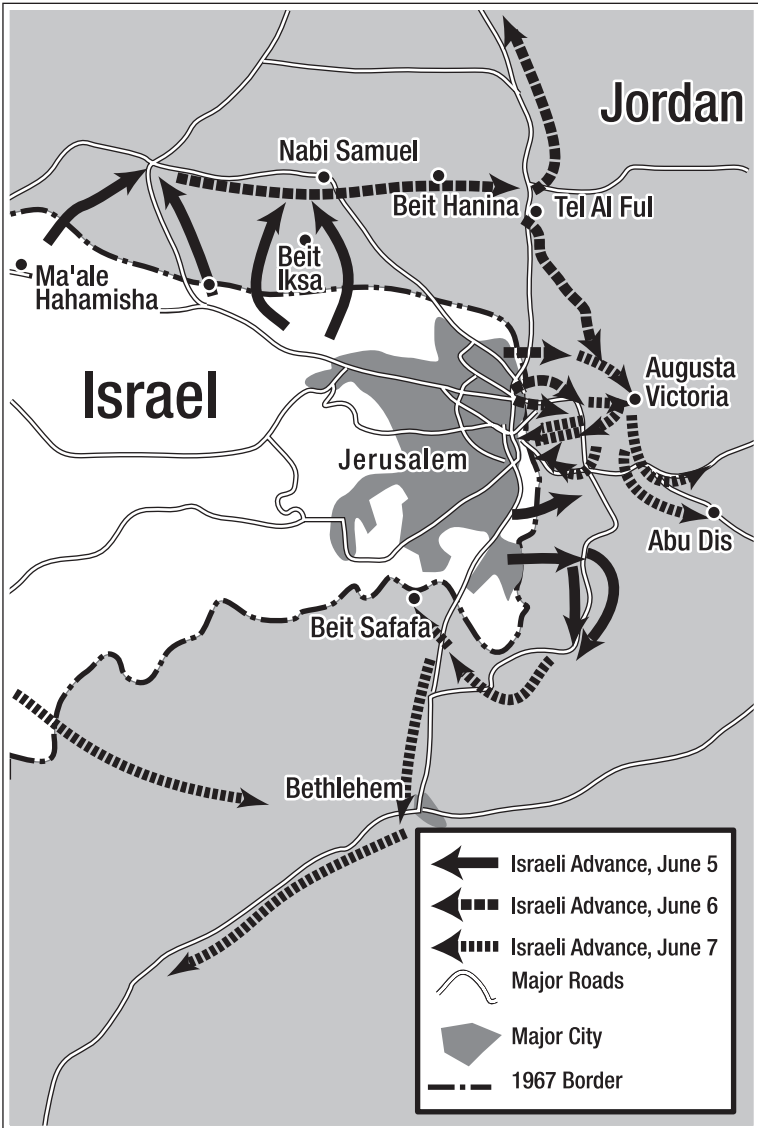 Jordan
Nabi Samuel
Beit Hanina
Tel Al Ful
Beit
Iksa
Ma'ale
Hahamisha
Augusta
Victoria
Israel
Jerusalem
Abu Dis
Beit Safafa
Bethlehem
Israeli Advance, June 5
Israeli Advance, June 6
Israeli Advance, June 7
Major Roads
Major City
1967 Border